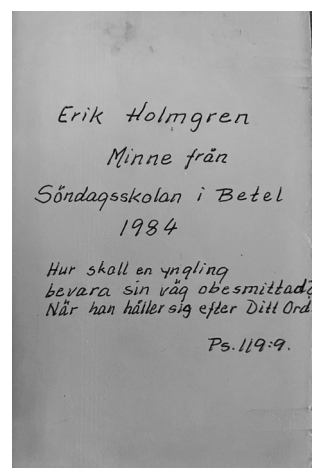 Erik Holmgren
Minne från
Söndagsskolan i Betel
1984
Hur skall en yngling
bevara sin väg obesmittad?
När han håller sig efter Ditt Ord
Ps. 119:9.